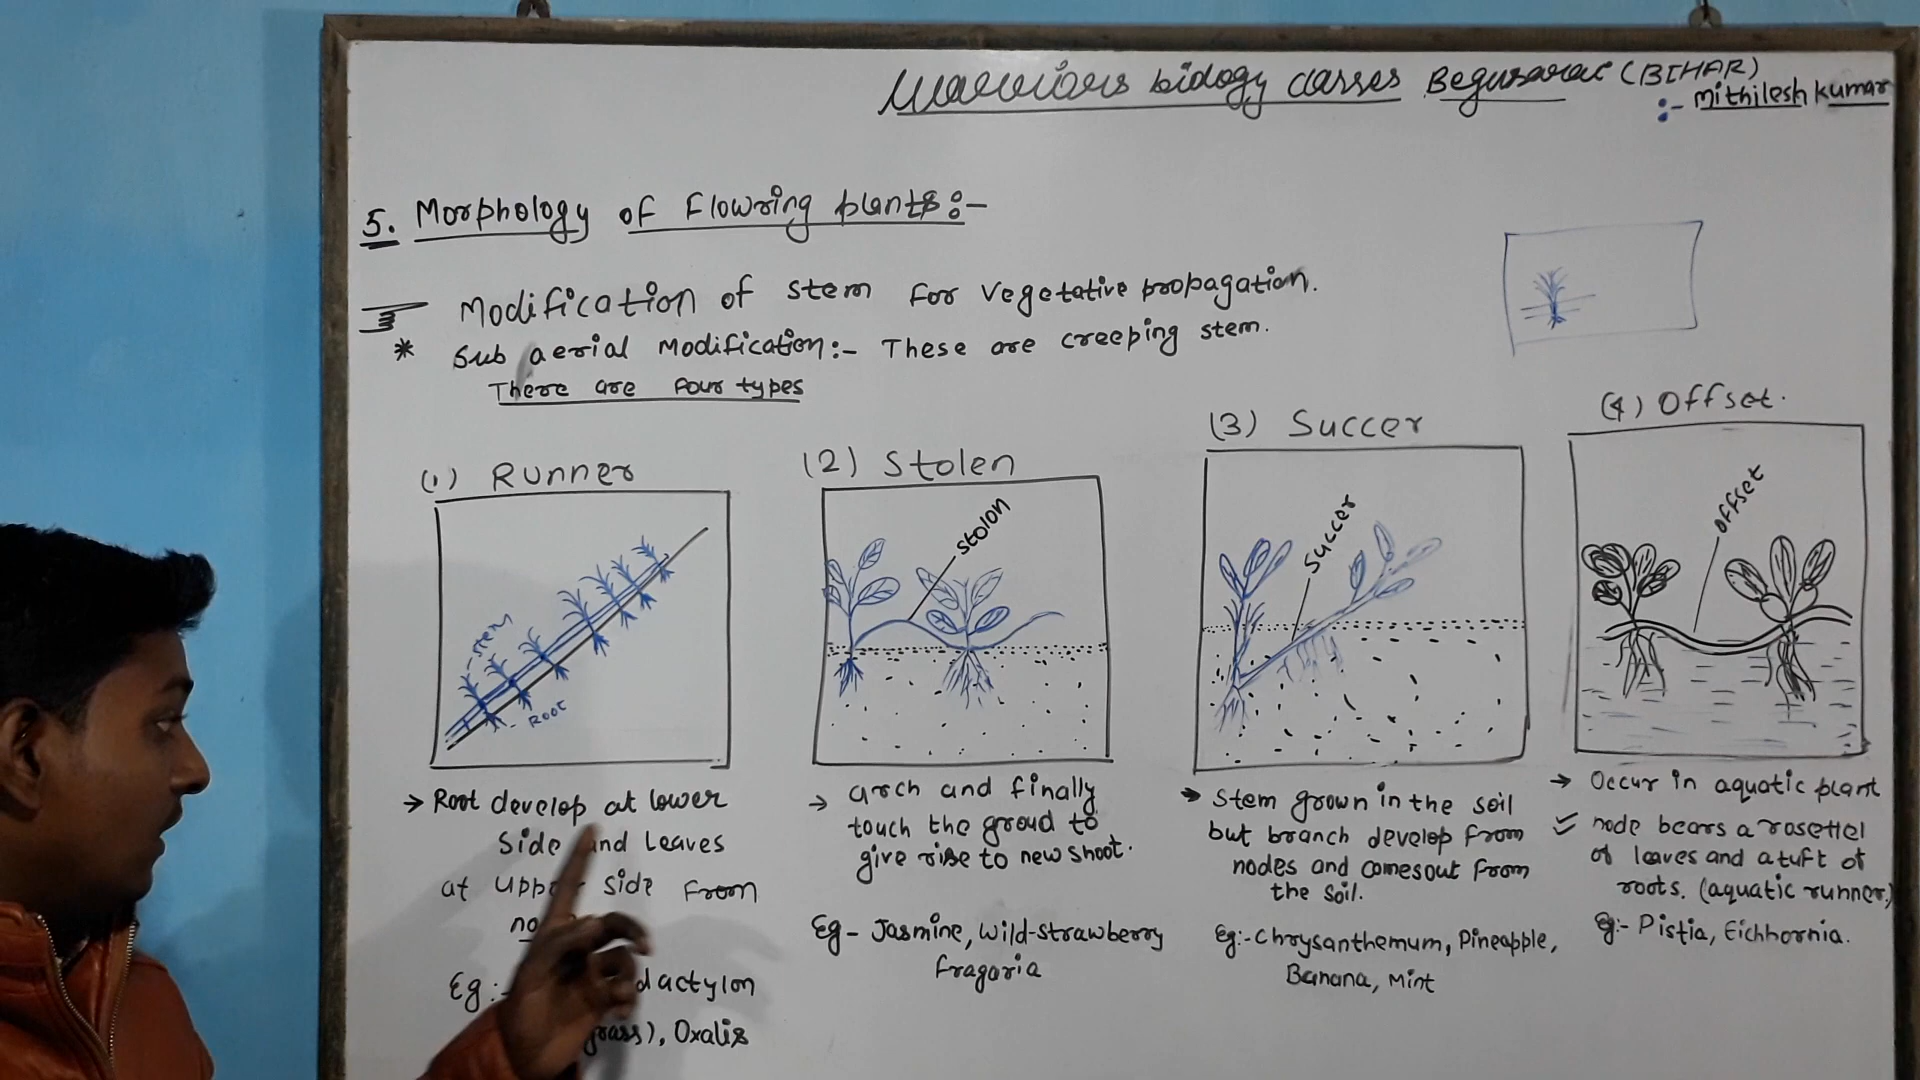 Warriors biology classes Begusarai (BIHAR)
:- Mithilesh kumar
5. Morphology of Flowring plants:-
Modification of stem for vegetative propagation.
* Sub aerial Modification:- These are creeping stem.
There are four types
(1) Runner
stem
Root
→ Root develop at lower
side and Leaves
at upper side from
Eg:- dactylon
grass), Oxalis
(2) Stolen
stolon
→ arch and finally
touch the groud to
give rise to new shoot.
Eg- Jasmine, wild-strawberry
fragaria
(3) Succer
Succer
→ Stem grown in the soil
but branch develop from
nodes and comesout from
the soil.
Eg:- Chrysanthemum, Pineapple,
Banana, Mint
(4) Offset.
offset
→ Occur in aquatic plant
node bears a rosettel
of leaves and a tuft of
roots. (aquatic runner)
Eg:- Pistia, Eichhornia.